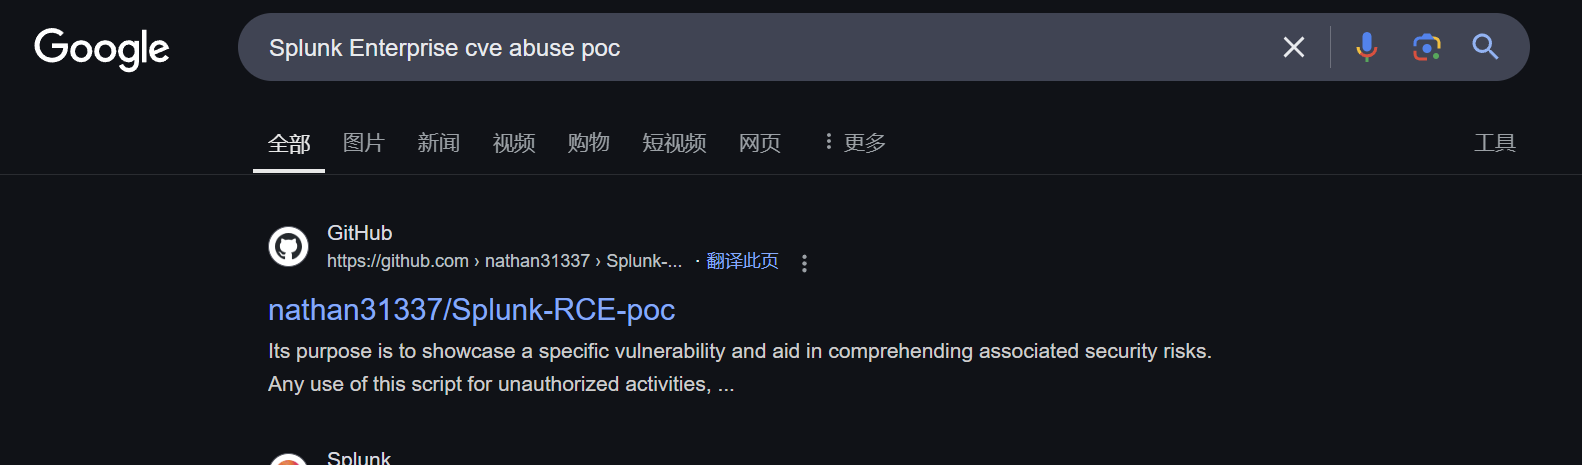 Google
Splunk Enterprise cve abuse poc
全部 图片 新闻 视频 购物 短视频 网页 更多 工具
GitHub
https://github.com › nathan31337 › Splunk-... · 翻译此页
nathan31337/Splunk-RCE-poc
Its purpose is to showcase a specific vulnerability and aid in comprehending associated security risks.
Any use of this script for unauthorized activities, ...
Splunk